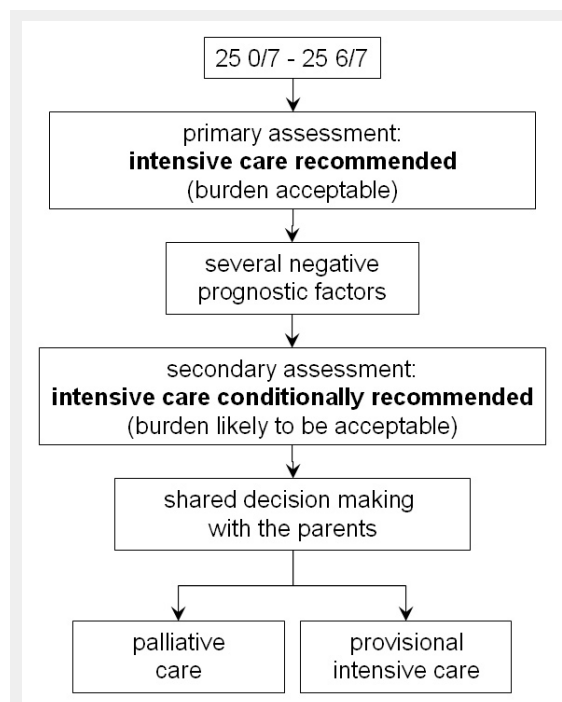 25 0/7 - 25 6/7
primary assessment:
intensive care recommended
(burden acceptable)
several negative
prognostic factors
secondary assessment:
intensive care conditionally recommended
(burden likely to be acceptable)
shared decision making
with the parents
palliative
care
provisional
intensive care